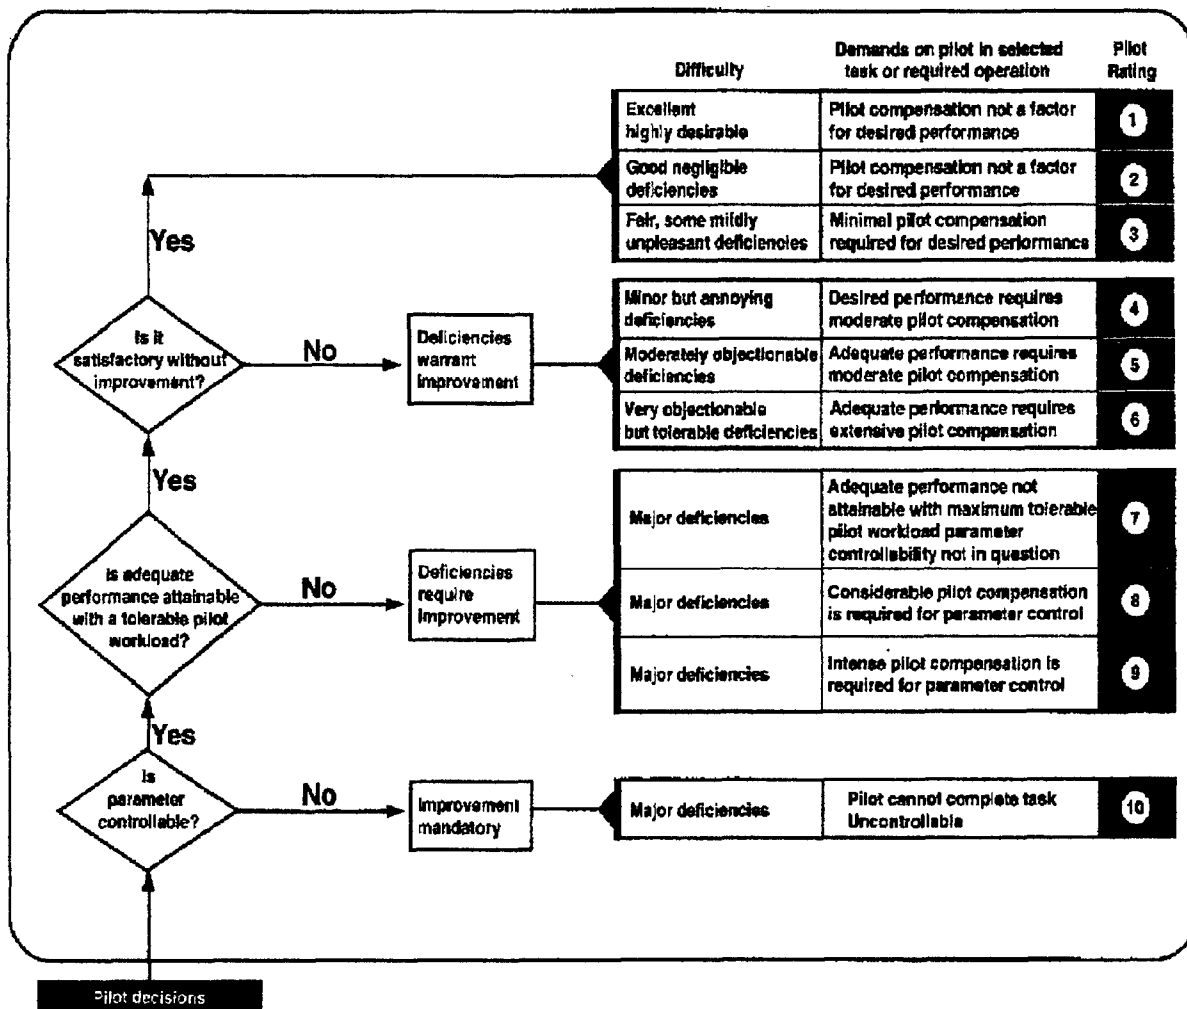 Difficulty
Demands on pilot in selected
task or required operation
Pilot
Rating
Excellent
highly desirable
Pilot compensation not a factor
for desired performance
1
Good negligible
deficiencies
Pilot compensation not a factor
for desired performance
2
Fair, some mildly
unpleasant deficiencies
Minimal pilot compensation
required for desired performance
3
Yes
Is it
satisfactory without
improvement?
No
Deficiencies
warrant
improvement
Minor but annoying
deficiencies
Desired performance requires
moderate pilot compensation
4
Moderately objectionable
deficiencies
Adequate performance requires
moderate pilot compensation
5
Very objectionable
but tolerable deficiencies
Adequate performance requires
extensive pilot compensation
6
Yes
Is adequate
performance attainable
with a tolerable pilot
workload?
No
Deficiencies
require
improvement
Major deficiencies
Adequate performance not
attainable with maximum tolerable
pilot workload parameter
controllability not in question
7
Major deficiencies
Considerable pilot compensation
is required for parameter control
8
Major deficiencies
Intense pilot compensation is
required for parameter control
9
Yes
Is
parameter
controllable?
No
Improvement
mandatory
Major deficiencies
Pilot cannot complete task
Uncontrollable
10
Pilot decisions